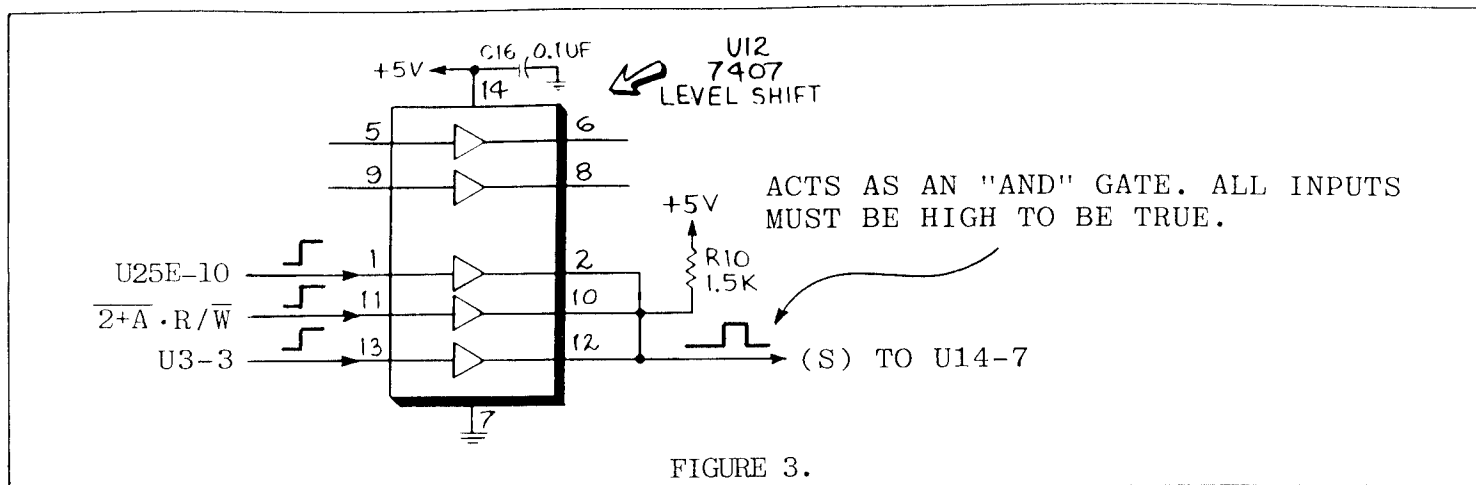 C16 0.1UF
+5V
14
U12
7407
LEVEL SHIFT
5
6
9
8
ACTS AS AN "AND" GATE. ALL INPUTS
MUST BE HIGH TO BE TRUE.
+5V
R10
1.5K
U25E-10
1
2
2+A·R/W
11
10
U3-3
13
12
(S) TO U14-7
7
FIGURE 3.